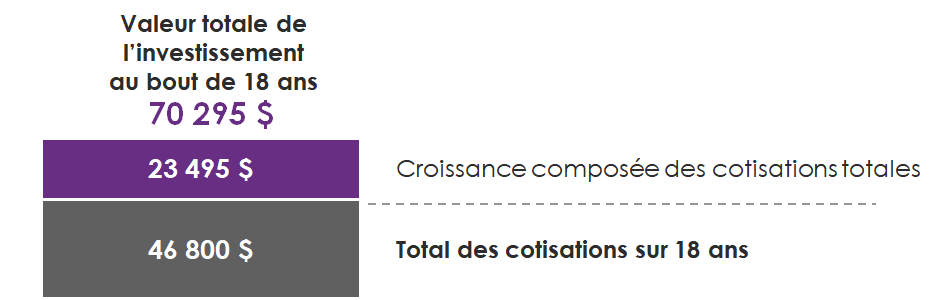 Valeur totale de
l’investissement
au bout de 18 ans
70 295 $
23 495 $
Croissance composée des cotisations totales
46 800 $
Total des cotisations sur 18 ans